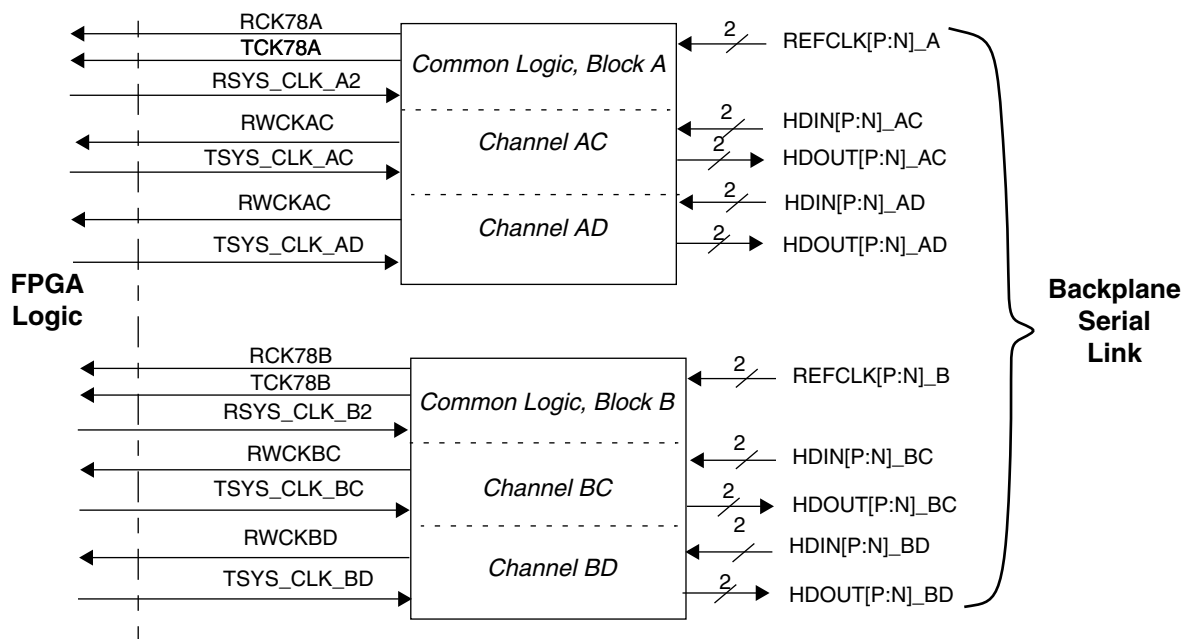 RCK78A
TCK78A
RSYS_CLK_A2
RWCKAC
TSYS_CLK_AC
RWCKAC
TSYS_CLK_AD
Common Logic, Block A
Channel AC
Channel AD
2
REFCLK[P:N]_A
2
HDIN[P:N]_AC
2
HDOUT[P:N]_AC
2
HDIN[P:N]_AD
2
HDOUT[P:N]_AD
FPGA
Logic
Backplane
Serial
Link
RCK78B
TCK78B
RSYS_CLK_B2
RWCKBC
TSYS_CLK_BC
RWCKBD
TSYS_CLK_BD
Common Logic, Block B
Channel BC
Channel BD
2
REFCLK[P:N]_B
2
HDIN[P:N]_BC
2
HDOUT[P:N]_BC
2
HDIN[P:N]_BD
2
HDOUT[P:N]_BD